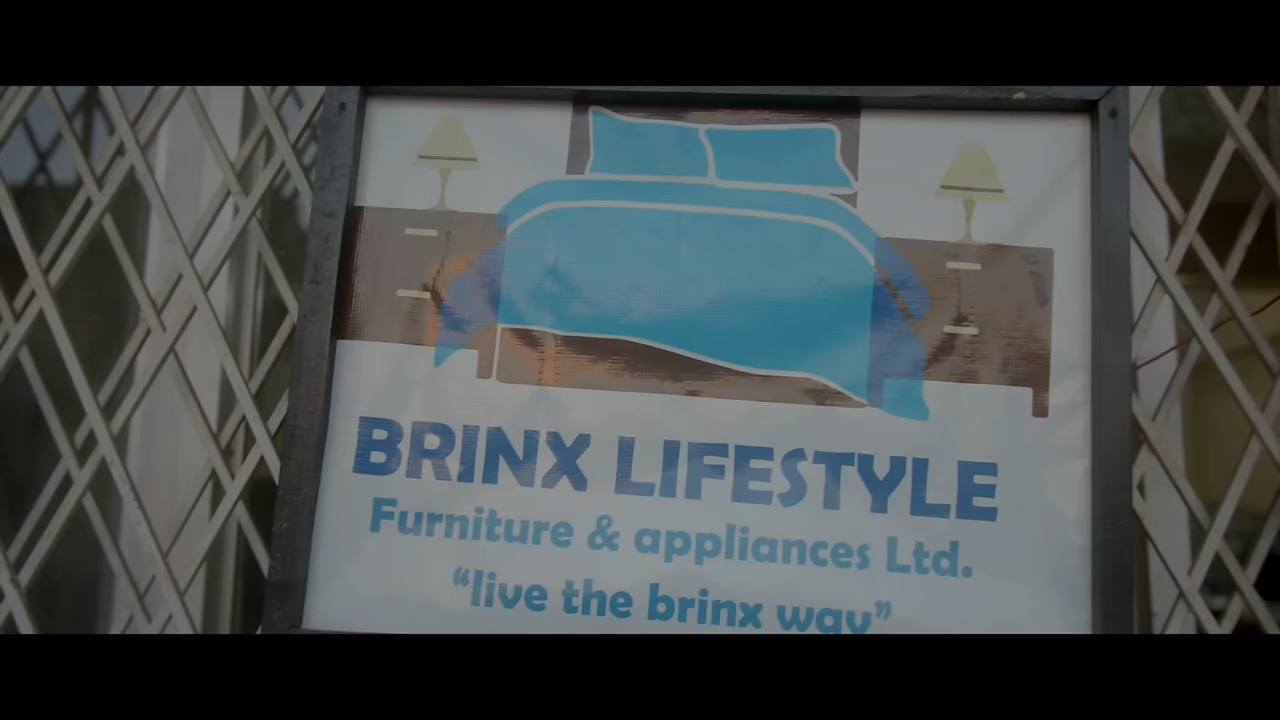 BRINX LIFESTYLE
Furniture & appliances Ltd.
“live the brinx way”